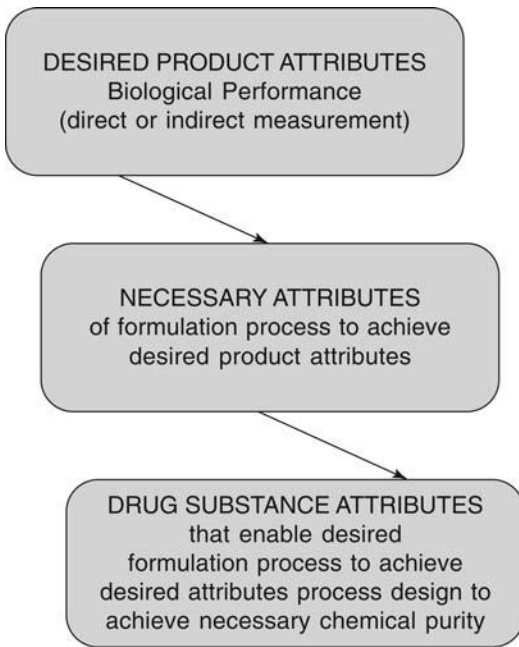 DESIRED PRODUCT ATTRIBUTES
Biological Performance
(direct or indirect measurement)
NECESSARY ATTRIBUTES
of formulation process to achieve
desired product attributes
DRUG SUBSTANCE ATTRIBUTES
that enable desired
formulation process to achieve
desired attributes process design to
achieve necessary chemical purity